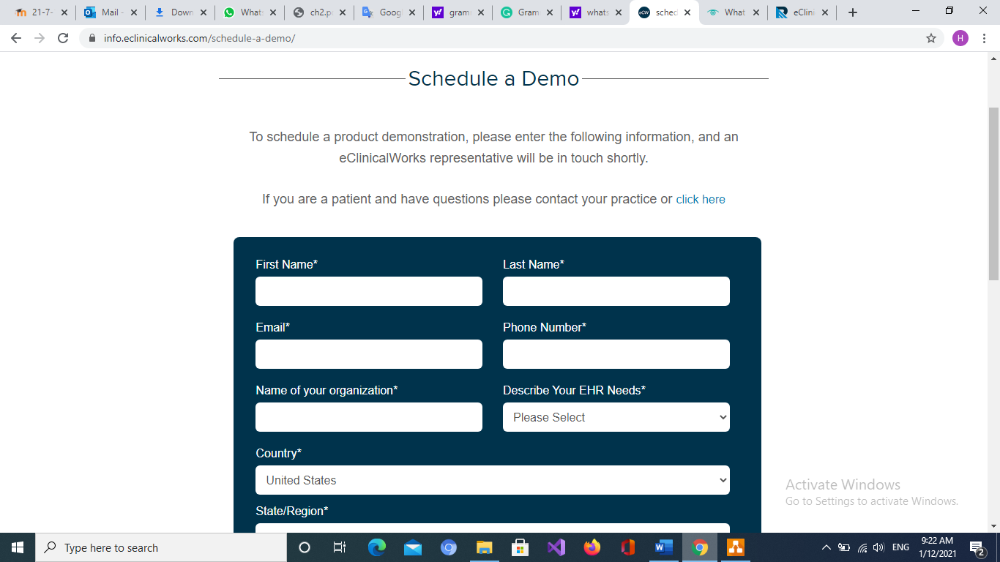 21-7-
Mail -
Down
What
ch2.p
Goog
gram
Gram
whats
sched
What
eClini
info.eclinicalworks.com/schedule-a-demo/
H
Schedule a Demo
To schedule a product demonstration, please enter the following information, and an
eClinicalWorks representative will be in touch shortly.
If you are a patient and have questions please contact your practice or click here
First Name*
Last Name*
Email*
Phone Number*
Name of your organization*
Describe Your EHR Needs*
Please Select
Country*
United States
State/Region*
Activate Windows
Go to Settings to activate Windows.
Type here to search
ENG
9:22 AM
1/12/2021
2